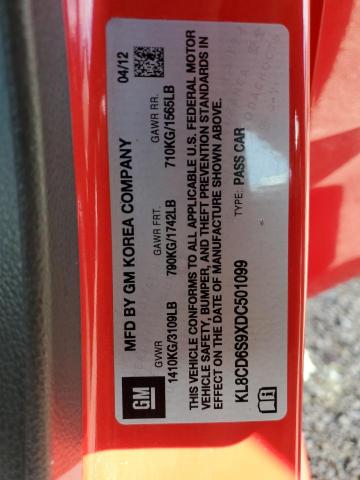 GM
MFD BY GM KOREA COMPANY 04/12
GVWR GAWR FRT. GAWR RR.
1410KG/3109LB 790KG/1742LB 710KG/1565LB
THIS VEHICLE CONFORMS TO ALL APPLICABLE U.S. FEDERAL MOTOR
VEHICLE SAFETY, BUMPER, AND THEFT PREVENTION STANDARDS IN
EFFECT ON THE DATE OF MANUFACTURE SHOWN ABOVE.
KL8CD6S9XDC501099 TYPE: PASS CAR